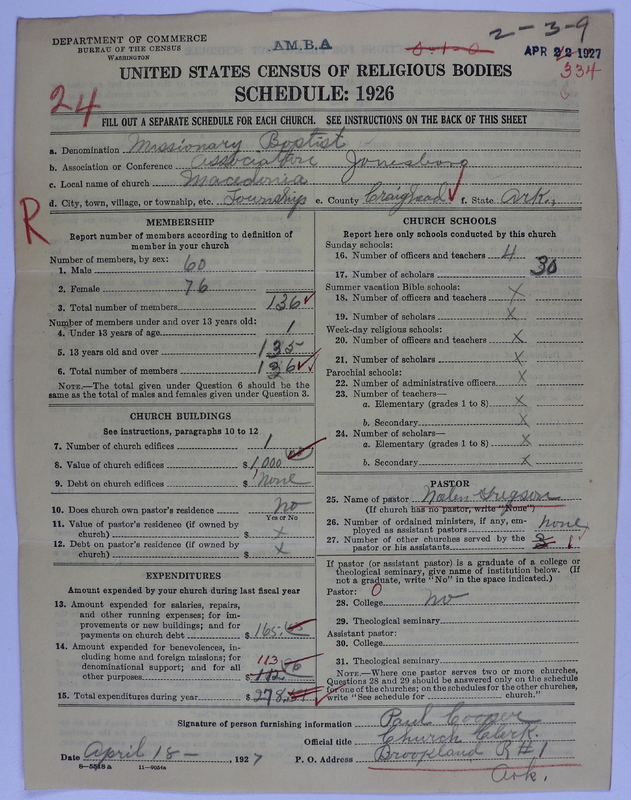 2-3-9
DEPARTMENT OF COMMERCE
BUREAU OF THE CENSUS
WASHINGTON
A.M.B.A
0-1-0
APR 22 1927
334
UNITED STATES CENSUS OF RELIGIOUS BODIES
SCHEDULE: 1926
24
FILL OUT A SEPARATE SCHEDULE FOR EACH CHURCH. SEE INSTRUCTIONS ON THE BACK OF THIS SHEET
a. Denomination Missionary Baptist
b. Association or Conference Association Jonesboro
c. Local name of church Macedonia
d. City, town, village, or township, etc. Township e. County Craighead f. State Ark.,
R
MEMBERSHIP
Report number of members according to definition of
member in your church
Number of members, by sex:
1. Male 60
2. Female 76
3. Total number of members 136
Number of members under and over 13 years old:
4. Under 13 years of age 1
5. 13 years old and over 135
6. Total number of members 136
NOTE.—The total given under Question 6 should be the
same as the total of males and females given under Question 3.
CHURCH BUILDINGS
See instructions, paragraphs 10 to 12
7. Number of church edifices 1
8. Value of church edifices $1,000
9. Debt on church edifices $None
10. Does church own pastor's residence no
Yes or No
11. Value of pastor's residence (if owned by
church) $ X
12. Debt on pastor's residence (if owned by
church) $ X
EXPENDITURES
Amount expended by your church during last fiscal year
13. Amount expended for salaries, repairs,
and other running expenses; for im-
provements or new buildings; and for
payments on church debt $165
14. Amount expended for benevolences, in-
cluding home and foreign missions; for
denominational support; and for all
other purposes 113 $112
15. Total expenditures during year $278
CHURCH SCHOOLS
Report here only schools conducted by this church
Sunday schools:
16. Number of officers and teachers 4
17. Number of scholars 30
Summer vacation Bible schools:
18. Number of officers and teachers X
19. Number of scholars X
Week-day religious schools:
20. Number of officers and teachers X
21. Number of scholars X
Parochial schools:
22. Number of administrative officers X
23. Number of teachers—
a. Elementary (grades 1 to 8) X
b. Secondary X
24. Number of scholars—
a. Elementary (grades 1 to 8) X
b. Secondary X
PASTOR
25. Name of pastor Nolen Gregson
(If church has no pastor, write "None")
26. Number of ordained ministers, if any, em-
ployed as assistant pastors none
27. Number of other churches served by the
pastor or his assistants 3 1
If pastor (or assistant pastor) is a graduate of a college or
theological seminary, give name of institution below. (If
not a graduate, write "No" in the space indicated.)
Pastor: 0
28. College no
29. Theological seminary
Assistant pastor:
30. College
31. Theological seminary
NOTE.—Where one pastor serves two or more churches,
Questions 28 and 29 should be answered only on the schedule
for one of the churches; on the schedules for the other churches,
write "See schedule for church."
Signature of person furnishing information Paul Cooper
Official title Church Clerk.
Date April 18 - , 1927 P. O. Address Brookland R#1
Ark.
8-5518a 11-9054a